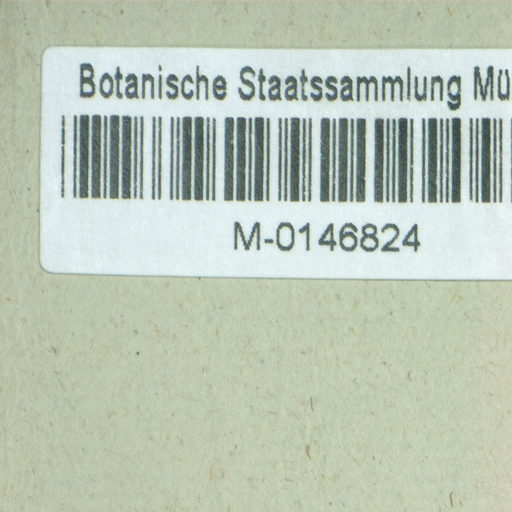 Botanische Staatssammlung Mü
M-0146824